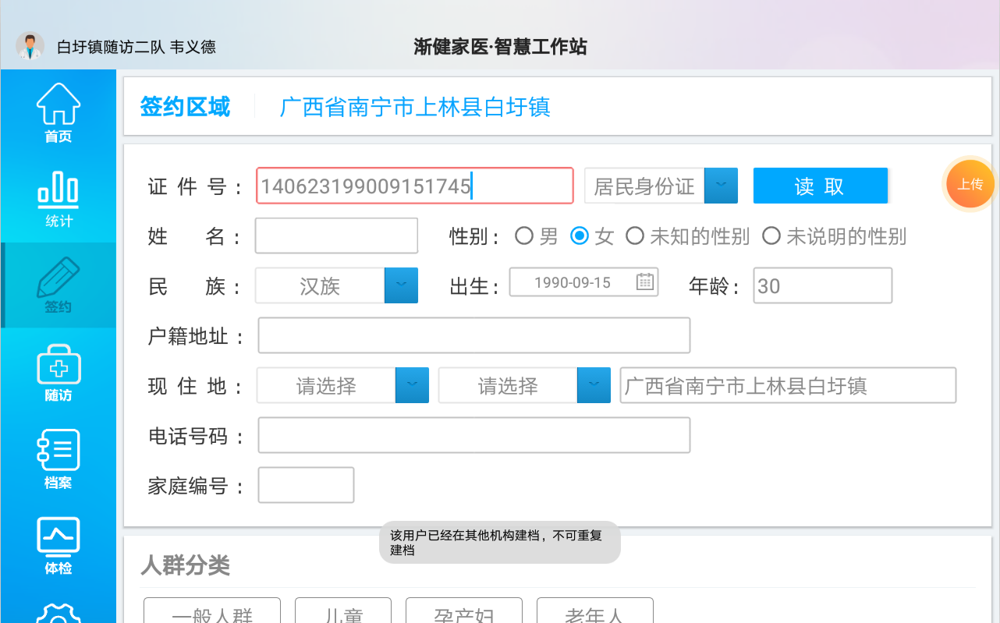 白圩镇随访二队 韦义德
渐健家医·智慧工作站
首页
统计
签约
随访
档案
体检
签约区域 广西省南宁市上林县白圩镇
证件号: 140623199009151745 居民身份证 读取
上传
姓名: 性别: 男 女 未知的性别 未说明的性别
民族: 汉族 出生: 1990-09-15 年龄: 30
户籍地址:
现住地: 请选择 请选择 广西省南宁市上林县白圩镇
电话号码:
家庭编号:
该用户已经在其他机构建档，不可重复
建档
人群分类
一般人群 儿童 孕产妇 老年人